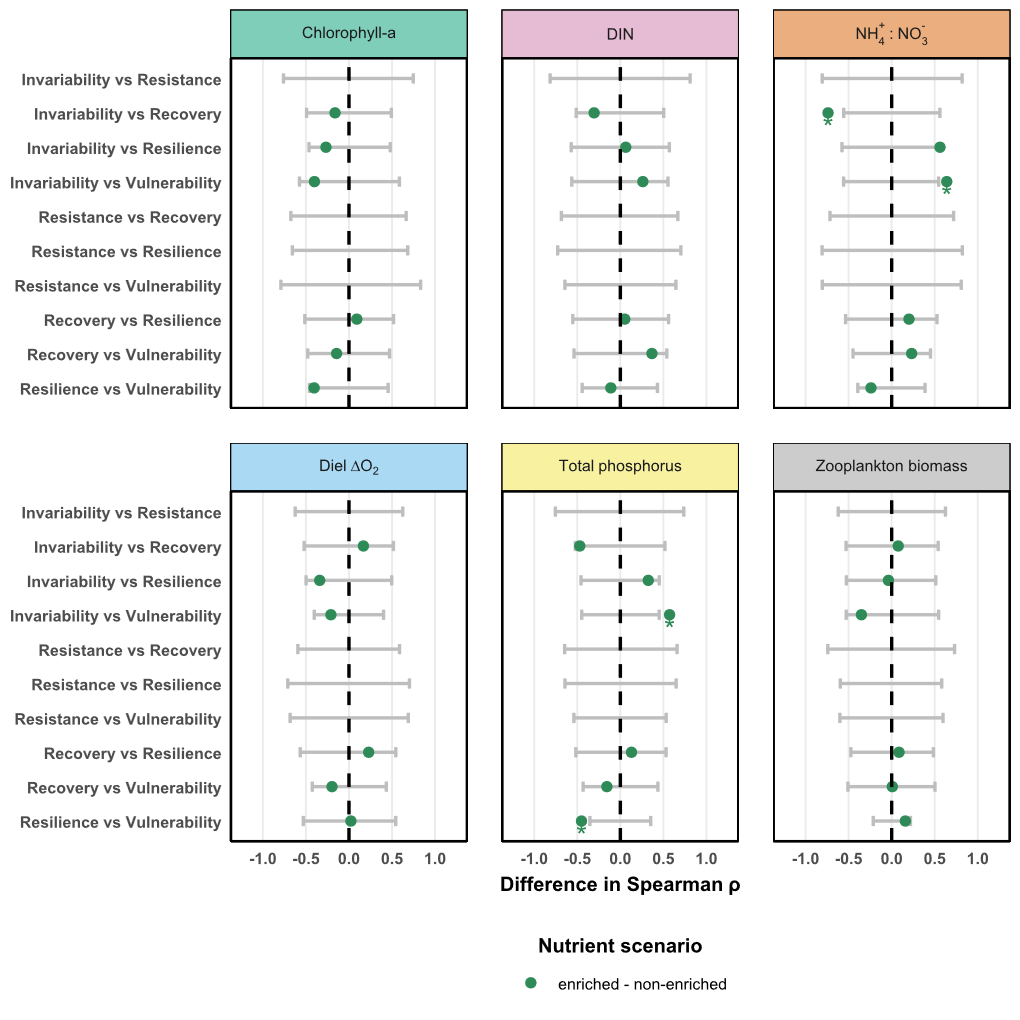 Chlorophyll-a
DIN
NH₄⁺ : NO₃⁻
Invariability vs Resistance
Invariability vs Recovery
*
Invariability vs Resilience
Invariability vs Vulnerability
*
Resistance vs Recovery
Resistance vs Resilience
Resistance vs Vulnerability
Recovery vs Resilience
Recovery vs Vulnerability
Resilience vs Vulnerability
Diel ΔO₂
Total phosphorus
Zooplankton biomass
Invariability vs Resistance
Invariability vs Recovery
Invariability vs Resilience
Invariability vs Vulnerability
*
Resistance vs Recovery
Resistance vs Resilience
Resistance vs Vulnerability
Recovery vs Resilience
Recovery vs Vulnerability
Resilience vs Vulnerability
*
-1.0 -0.5 0.0 0.5 1.0
-1.0 -0.5 0.0 0.5 1.0
-1.0 -0.5 0.0 0.5 1.0
Difference in Spearman ρ
Nutrient scenario
enriched - non-enriched